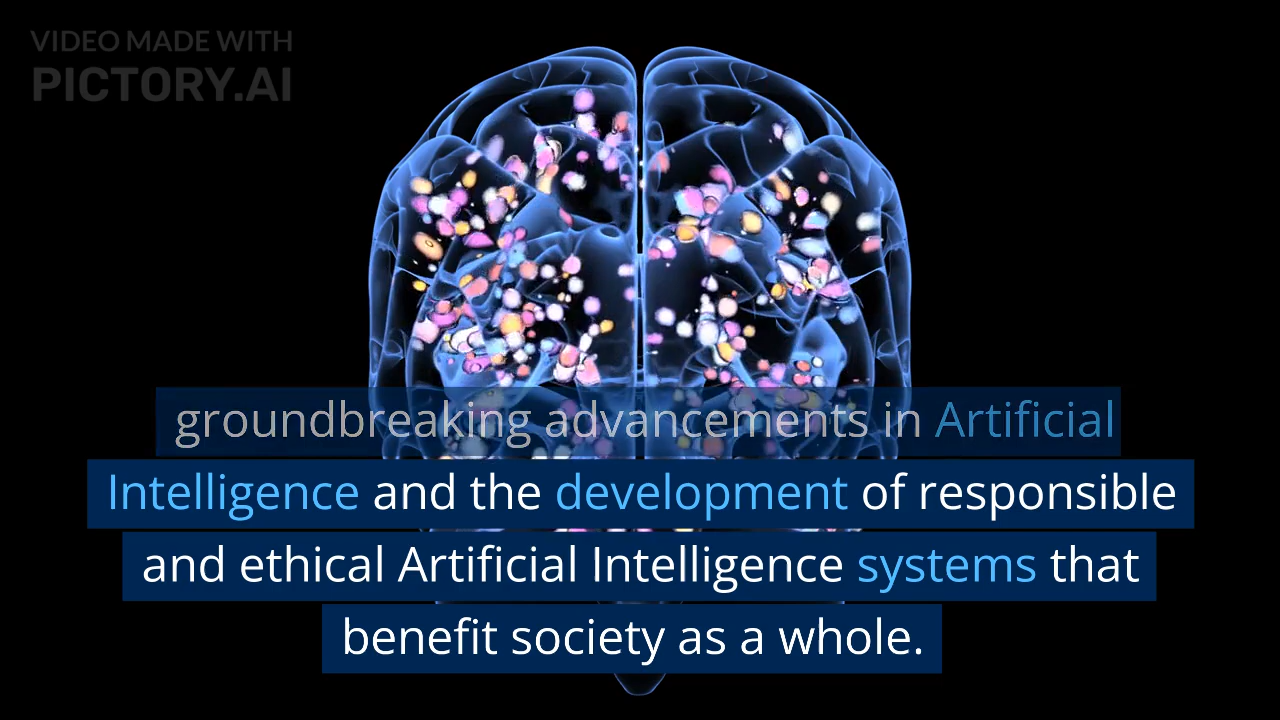 VIDEO MADE WITH
PICTORY.AI
groundbreaking advancements in Artificial
Intelligence and the development of responsible
and ethical Artificial Intelligence systems that
benefit society as a whole.